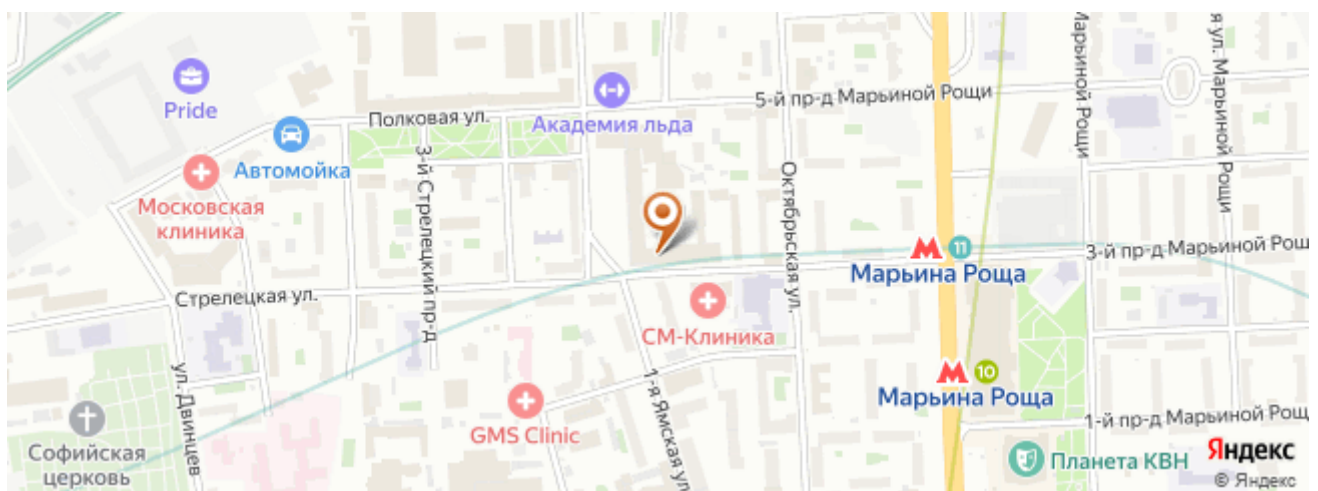 Pride
Полковая ул.
Академия льда
5-й пр-д Марьиной Рощи
Марьиной Рощи
я ул. Марьиной Рощи
Автомойка
3-й Стрелецкий пр-д
Октябрьская ул.
Московская
клиника
11
Марьина Роща
3-й пр-д Марьиной Рощ
Стрелецкая ул.
СМ-Клиника
10
Марьина Роща
ул. Двинцев
1-я Ямская ул
GMS Clinic
1-й пр-д Марьиной Рощ
Софийская
церковь
Планета КВН
Яндекс
© Яндекс